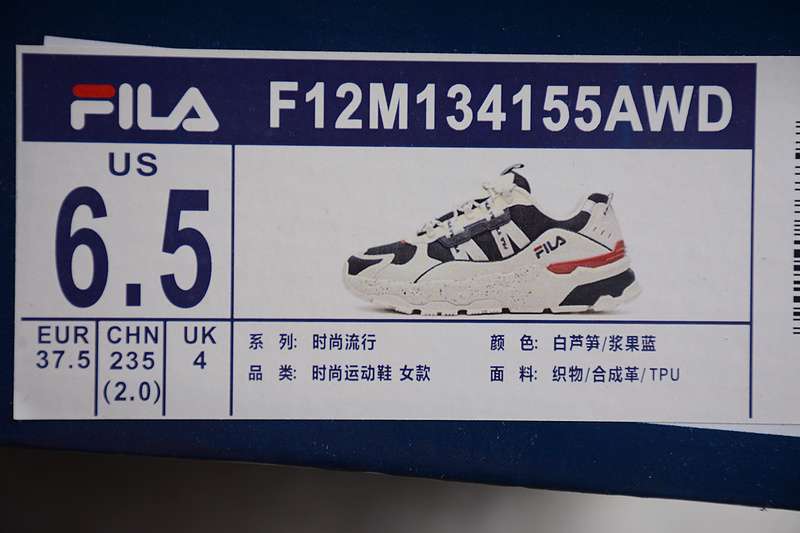 FILA F12M134155AWD
US
6.5
FILA
EUR CHN UK
37.5 235 4
(2.0)
系 列: 时尚流行
颜 色: 白芦笋/浆果蓝
品 类: 时尚运动鞋 女款
面 料: 织物/合成革/TPU